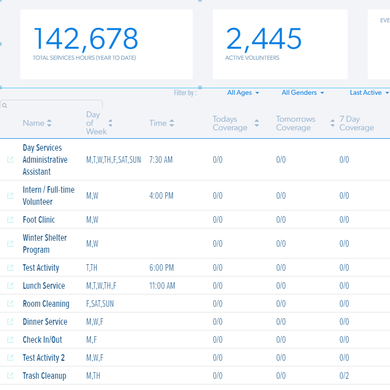 142,678
TOTAL SERVICES HOURS (YEAR TO DATE)
2,445
ACTIVE VOLUNTEERS
EVE
Filter by : All Ages All Genders Last Active
Name Day of Week Time Todays Coverage Tomorrows Coverage 7 Day Coverage
Day Services Administrative Assistant M,T,W,TH,F,SAT,SUN 7:30 AM 0/0 0/0 0/0
Intern / Full-time Volunteer M,W 4:00 PM 0/0 0/0 0/0
Foot Clinic M,W 0/0 0/0 0/0
Winter Shelter Program M,W 0/0 0/0 0/0
Test Activity T,TH 6:00 PM 0/0 0/0 0/0
Lunch Service M,T,W,TH,F 11:00 AM 0/0 0/0 0/0
Room Cleaning F,SAT,SUN 0/0 0/0 0/0
Dinner Service M,W,F 0/0 0/0 0/0
Check In/Out M,F 0/0 0/0 0/0
Test Activity 2 M,W,F 0/0 0/0 0/0
Trash Cleanup M,TH 0/0 0/0 0/2